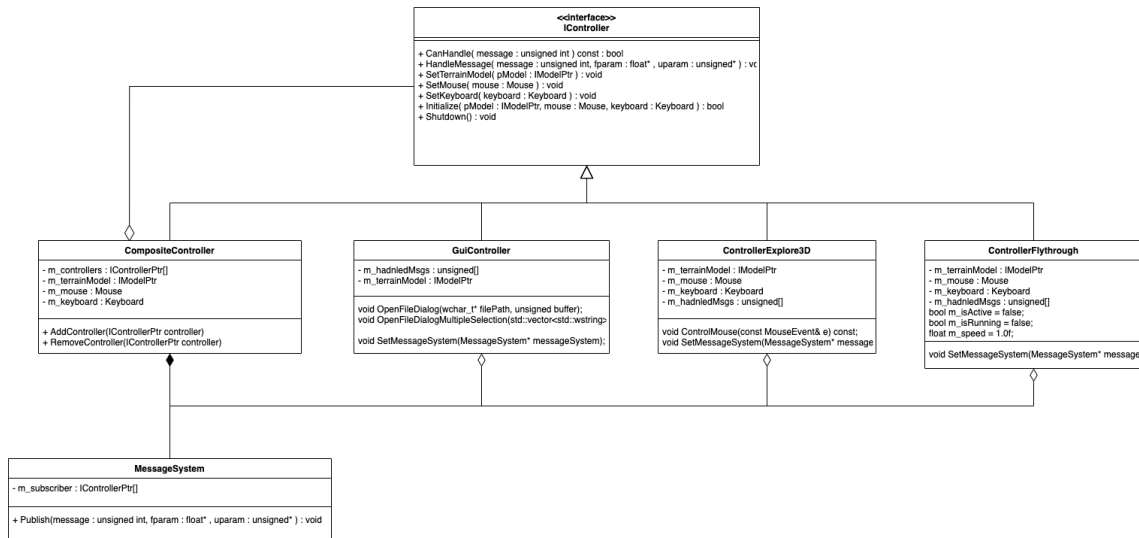 <<interface>>
IController
+ CanHandle( message : unsigned int ) const : bool
+ HandleMessage( message : unsigned int, fparam : float* , uparam : unsigned* ) : vc
+ SetTerrainModel( pModel : IModelPtr ) : void
+ SetMouse( mouse : Mouse ) : void
+ SetKeyboard( keyboard : Keyboard ) : void
+ Initialize( pModel : IModelPtr, mouse : Mouse, keyboard : Keyboard ) : bool
+ Shutdown() : void
CompositeController
- m_controllers : IControllerPtr[]
- m_terrainModel : IModelPtr
- m_mouse : Mouse
- m_keyboard : Keyboard
+ AddController(IControllerPtr controller)
+ RemoveController(IControllerPtr controller)
GuiController
- m_hadnledMsgs : unsigned[]
- m_terrainModel : IModelPtr
void OpenFileDialog(wchar_t* filePath, unsigned buffer);
void OpenFileDialogMultipleSelection(std::vector<std::wstring>
void SetMessageSystem(MessageSystem* messageSystem);
ControllerExplore3D
- m_terrainModel : IModelPtr
- m_mouse : Mouse
- m_keyboard : Keyboard
- m_hadnledMsgs : unsigned[]
void ControlMouse(const MouseEvent& e) const;
void SetMessageSystem(MessageSystem* message
ControllerFlythrough
- m_terrainModel : IModelPtr
- m_mouse : Mouse
- m_keyboard : Keyboard
- m_hadnledMsgs : unsigned[]
bool m_isActive = false;
bool m_isRunning = false;
float m_speed = 1.0f;
void SetMessageSystem(MessageSystem* message
MessageSystem
- m_subscriber : IControllerPtr[]
+ Publish(message : unsigned int, fparam : float* , uparam : unsigned* ) : void